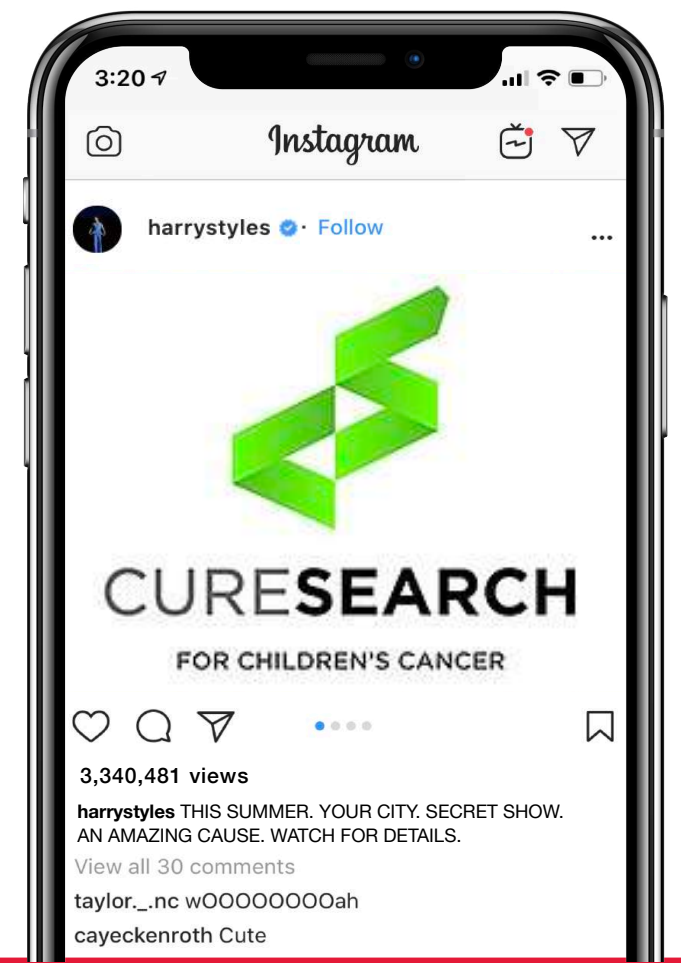 3:20
Instagram
harrystyles · Follow
...
CURESEARCH
FOR CHILDREN'S CANCER
3,340,481 views
harrystyles THIS SUMMER. YOUR CITY. SECRET SHOW.
AN AMAZING CAUSE. WATCH FOR DETAILS.
View all 30 comments
taylor._.nc wOOOOOOOOah
cayeckenroth Cute